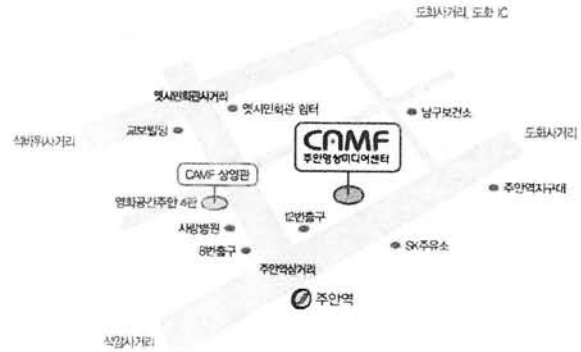 도화사거리, 도화 IC
옛시민회관사거리
옛시민회관 쉼터
남구보건소
교보빌딩
석바위사거리
CAMF
주안영상미디어센터
도화사거리
CAMF 상영관
주안역지구대
영화공간주안 4관
사랑병원
12번출구
8번출구
SK주유소
주안역삼거리
주안역
석암사거리